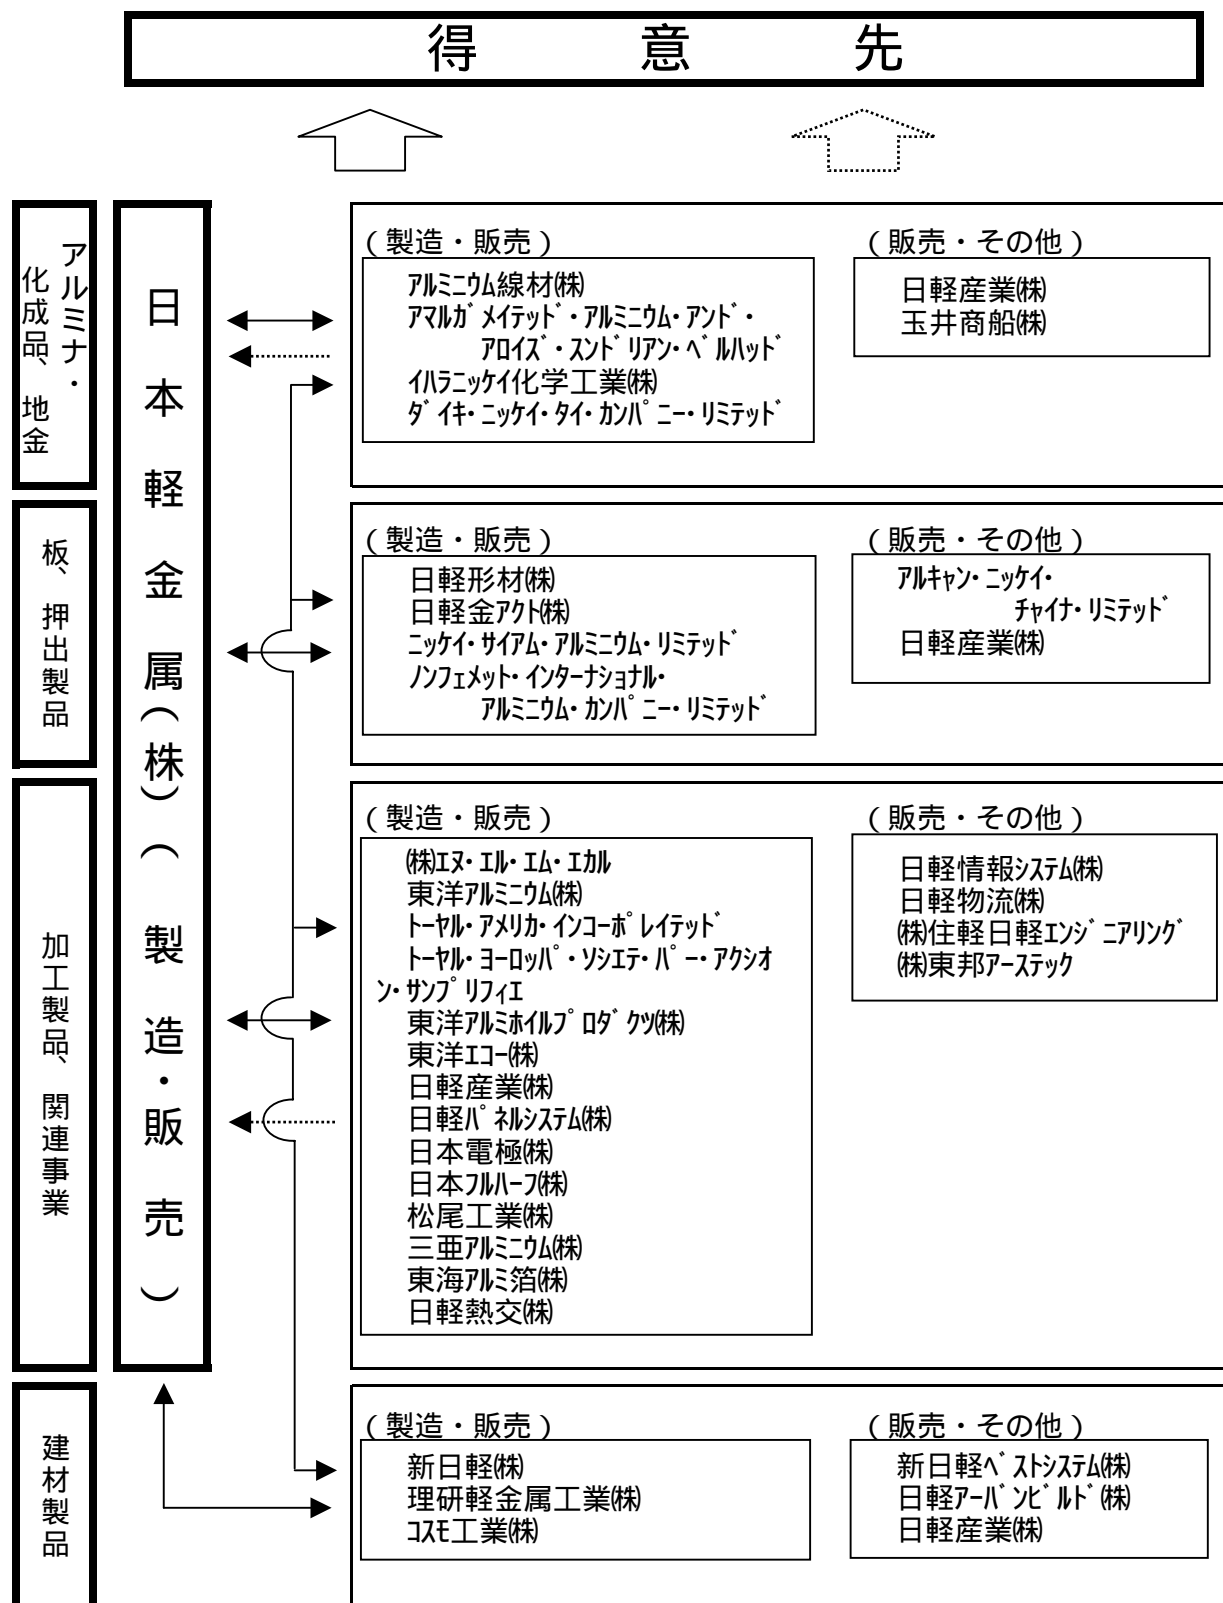 得意先
アルミナ・
化成品、地金
日本軽金属(株)(製造・販売)
(製造・販売)
ｱﾙﾐﾆｳﾑ線材㈱
ｱﾏﾙｶﾞﾒｲﾃｯﾄﾞ・ｱﾙﾐﾆｳﾑ・ｱﾝﾄﾞ・
ｱﾛｲｽﾞ・ｽﾝﾄﾞﾘｱﾝ・ﾍﾞﾙﾊｯﾄﾞ
ｲﾊﾗﾆｯｹｲ化学工業㈱
ﾀﾞｲｷ・ﾆｯｹｲ・ﾀｲ・ｶﾝﾊﾟﾆｰ・ﾘﾐﾃｯﾄﾞ
(販売・その他)
日軽産業㈱
玉井商船㈱
板、押出製品
(製造・販売)
日軽形材㈱
日軽金ｱｸﾄ㈱
ﾆｯｹｲ・ｻｲｱﾑ・ｱﾙﾐﾆｳﾑ・ﾘﾐﾃｯﾄﾞ
ﾉﾝﾌｪﾒｯﾄ・ｲﾝﾀｰﾅｼｮﾅﾙ・
ｱﾙﾐﾆｳﾑ・ｶﾝﾊﾟﾆｰ・ﾘﾐﾃｯﾄﾞ
(販売・その他)
ｱﾙｷｬﾝ・ﾆｯｹｲ・
ﾁｬｲﾅ・ﾘﾐﾃｯﾄﾞ
日軽産業㈱
加工製品、関連事業
(製造・販売)
㈱ｴﾇ・ｴﾙ・ｴﾑ・ｴｶﾙ
東洋ｱﾙﾐﾆｳﾑ㈱
ﾄｰﾔﾙ・ｱﾒﾘｶ・ｲﾝｺｰﾎﾟﾚｲﾃｯﾄﾞ
ﾄｰﾔﾙ・ﾖｰﾛｯﾊﾟ・ｿｼｴﾃ・ﾊﾟｰ・ｱｸｼｵ
ﾝ・ｻﾝﾌﾟﾘﾌｨｴ
東洋ｱﾙﾐﾎｲﾙﾌﾟﾛﾀﾞｸﾂ㈱
東洋ｴｺｰ㈱
日軽産業㈱
日軽ﾊﾟﾈﾙｼｽﾃﾑ㈱
日本電極㈱
日本ﾌﾙﾊｰﾌ㈱
松尾工業㈱
三亜ｱﾙﾐﾆｳﾑ㈱
東海ｱﾙﾐ箔㈱
日軽熱交㈱
(販売・その他)
日軽情報ｼｽﾃﾑ㈱
日軽物流㈱
㈱住軽日軽ｴﾝｼﾞﾆｱﾘﾝｸﾞ
㈱東邦ｱｰｽﾃｯｸ
建材製品
(製造・販売)
新日軽㈱
理研軽金属工業㈱
ｺｽﾓ工業㈱
(販売・その他)
新日軽ﾍﾞｽﾄｼｽﾃﾑ㈱
日軽ｱｰﾊﾞﾝﾋﾞﾙﾄﾞ㈱
日軽産業㈱